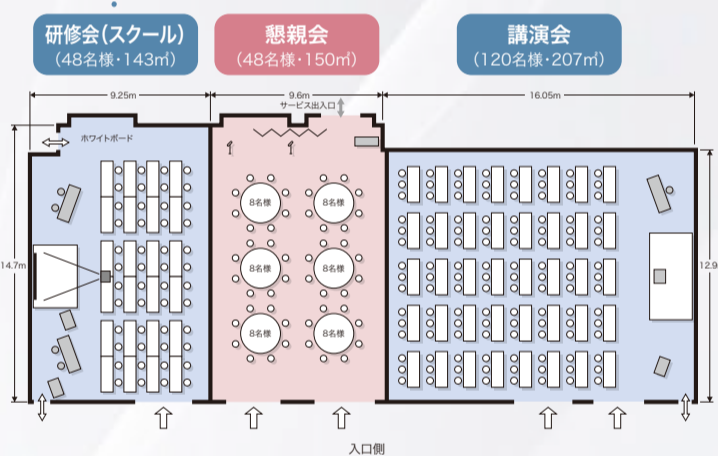 研修会(スクール)
(48名様・143㎡)
懇親会
(48名様・150㎡)
講演会
(120名様・207㎡)
9.25m
9.6m
16.05m
サービス出入口
ホワイトボード
14.7m
12.9
8名様
8名様
8名様
8名様
8名様
8名様
入口側